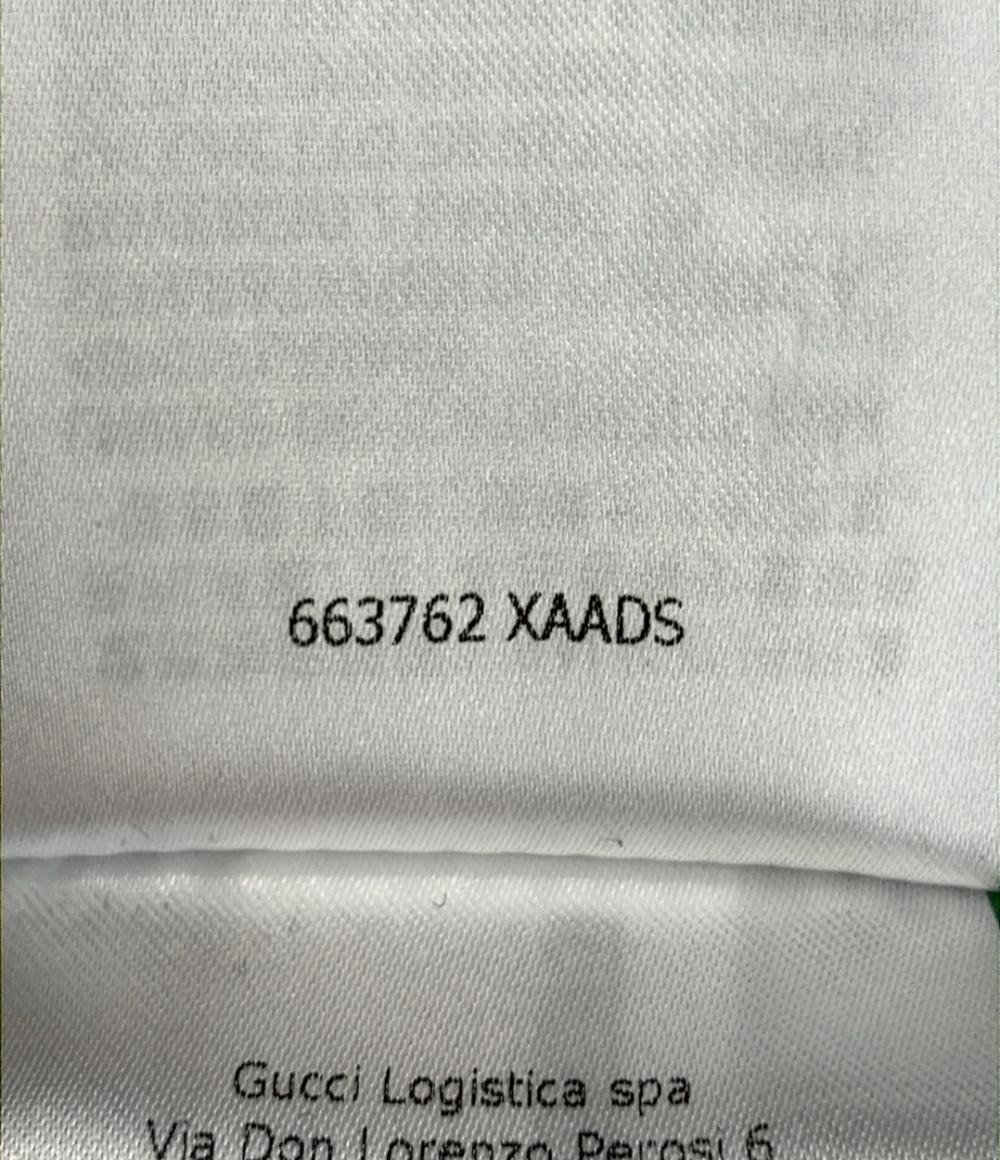 663762 XAADS
Gucci Logistica spa
Via Don Lorenzo Perosi 6